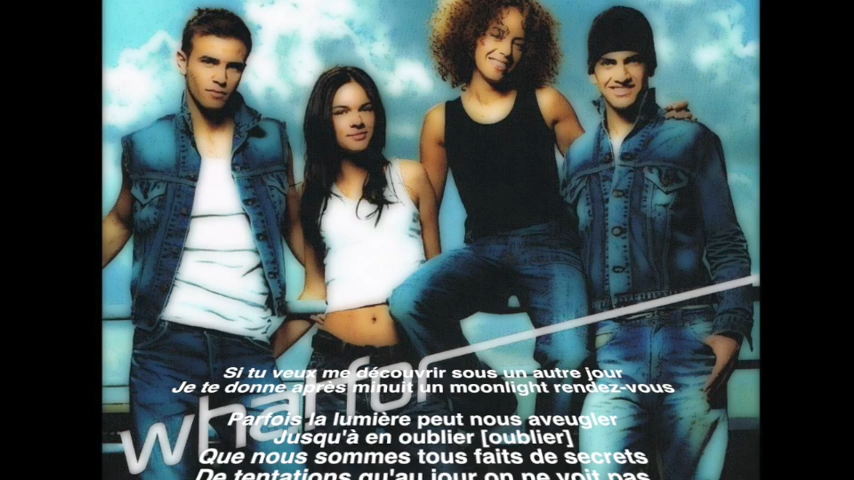 whatfor
Si tu veux me découvrir sous un autre jour
Je te donne après minuit un moonlight rendez-vous
Parfois la lumière peut nous aveugler
Jusqu'à en oublier [oublier]
Que nous sommes tous faits de secrets
De tentations qu'au jour on ne voit pas